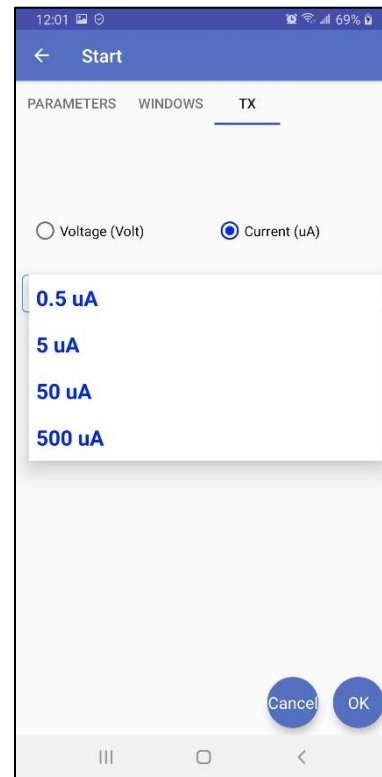 12:01 69%
Start
PARAMETERS WINDOWS TX
Voltage (Volt) Current (uA)
0.5 uA
5 uA
50 uA
500 uA
Cancel OK